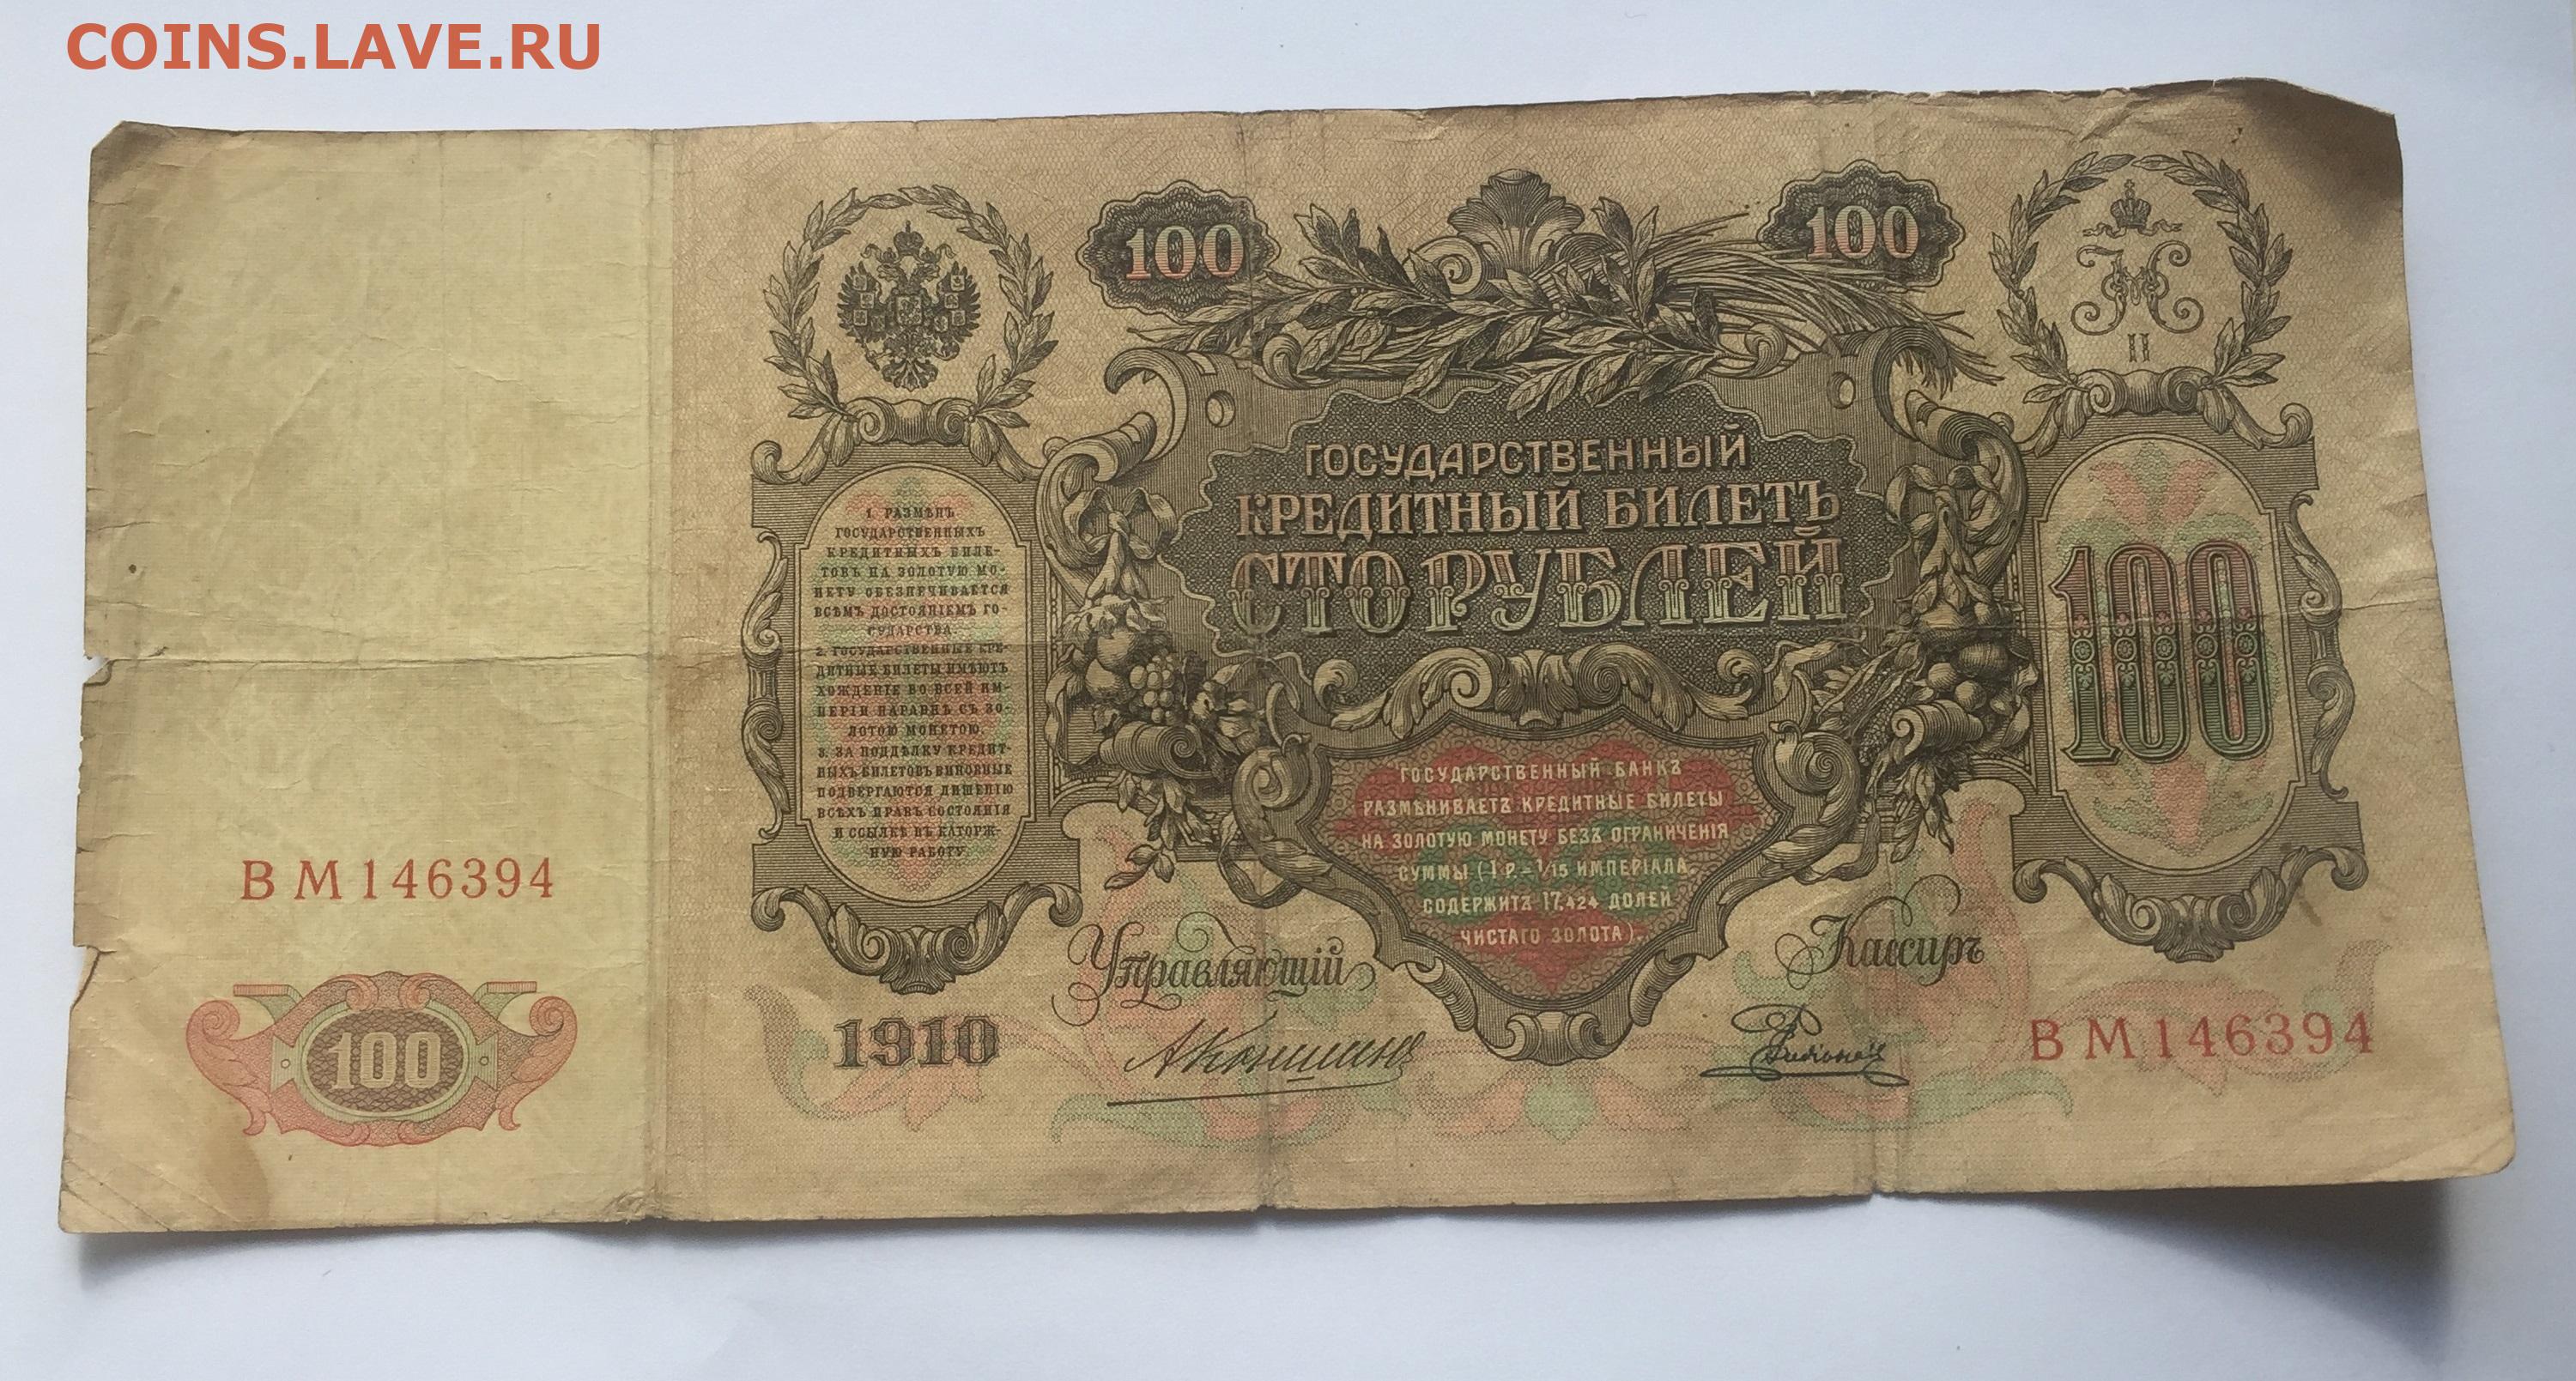 COINS.LAVE.RU
100
100
Н
II
ГОСУДАРСТВЕННЫЙ
КРЕДИТНЫЙ БИЛЕТЪ
СТО РУБЛЕЙ
1. РАЗМѢНЪ
ГОСУДАРСТВЕННЫХЪ
КРЕДИТНЫХЪ БИЛЕ-
ТОВЪ НА ЗОЛОТУЮ МО-
НЕТУ ОБЕЗПЕЧИВАЕТСЯ
ВСѢМЪ ДОСТОЯНІЕМЪ ГО-
СУДАРСТВА.
2. ГОСУДАРСТВЕННЫЕ КРЕ-
ДИТНЫЕ БИЛЕТЫ ИМѢЮТЪ
ХОЖДЕНІЕ ВО ВСЕЙ ИМ-
ПЕРІИ НАРАВНѢ СЪ ЗО-
ЛОТОЮ МОНЕТОЮ.
3. ЗА ПОДДѢЛКУ КРЕДИТ-
НЫХЪ БИЛЕТОВЪ ВИНОВНЫЕ
ПОДВЕРГАЮТСЯ ЛИШЕНІЮ
ВСѢХЪ ПРАВЪ СОСТОЯНІЯ
И ССЫЛКѢ ВЪ КАТОРЖ-
НУЮ РАБОТУ.
100
ГОСУДАРСТВЕННЫЙ БАНКЪ
РАЗМѢНИВАЕТЪ КРЕДИТНЫЕ БИЛЕТЫ
НА ЗОЛОТУЮ МОНЕТУ БЕЗЪ ОГРАНИЧЕНІЯ
СУММЫ (1 Р.= 1/15 ИМПЕРІАЛА,
СОДЕРЖИТЪ 17,424 ДОЛЕЙ
ЧИСТАГО ЗОЛОТА).
ВМ146394
100
Управляющій
Кассиръ
1910
АКоншинъ
ВМ146394